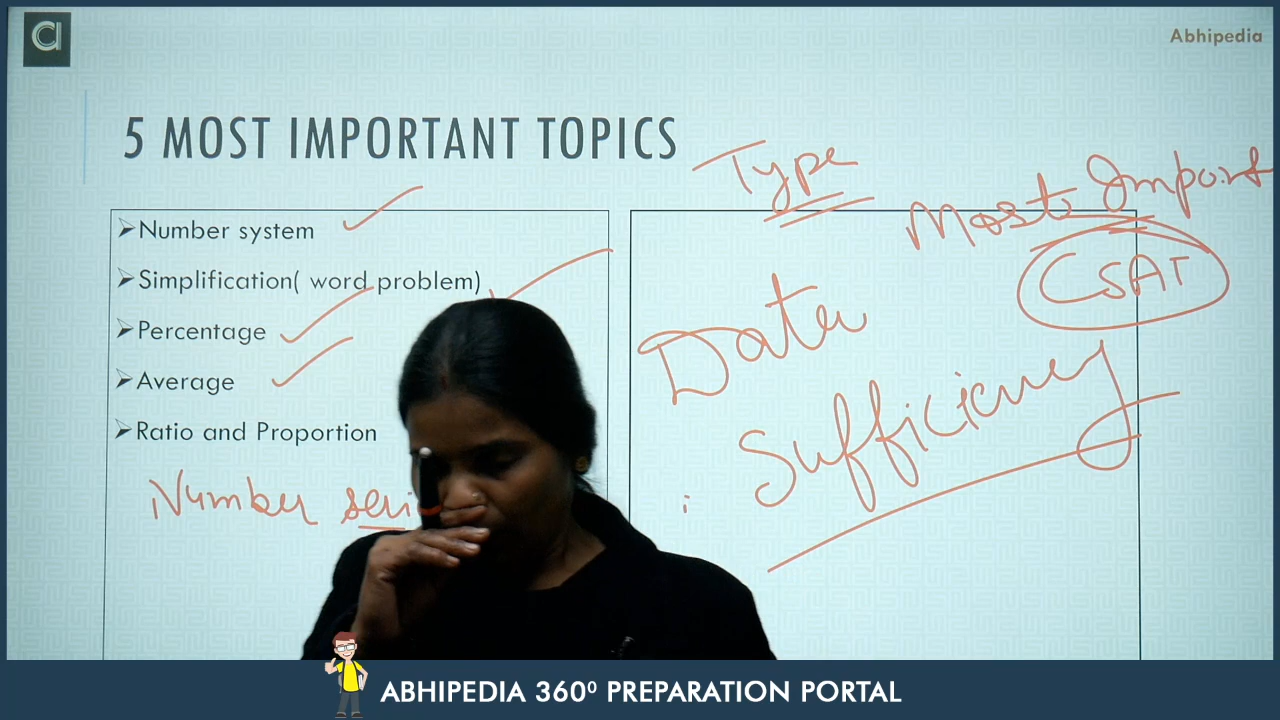 Abhipedia
5 MOST IMPORTANT TOPICS
Type
Most Import
CSAT
Number system
Simplification( word problem)
Percentage
Average
Ratio and Proportion
Number seri
Data
Sufficiency
ABHIPEDIA 360⁰ PREPARATION PORTAL